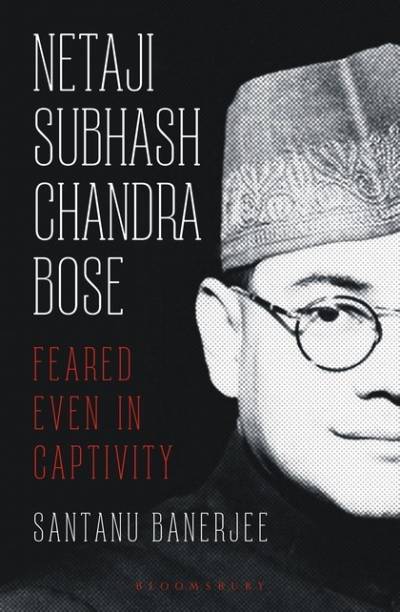 NETAJI
SUBHASH
CHANDRA
BOSE
FEARED
EVEN IN
CAPTIVITY
SANTANU BANERJEE
BLOOMSBURY